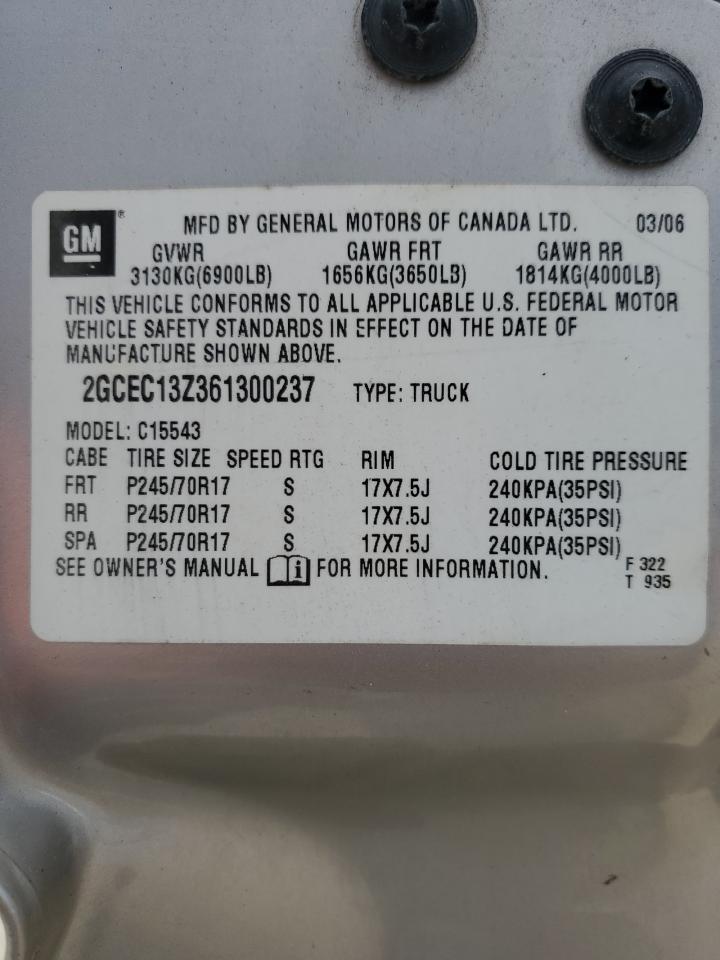 GM® MFD BY GENERAL MOTORS OF CANADA LTD. 03/06
GVWR GAWR FRT GAWR RR
3130KG(6900LB) 1656KG(3650LB) 1814KG(4000LB)
THIS VEHICLE CONFORMS TO ALL APPLICABLE U.S. FEDERAL MOTOR
VEHICLE SAFETY STANDARDS IN EFFECT ON THE DATE OF
MANUFACTURE SHOWN ABOVE.
2GCEC13Z361300237 TYPE: TRUCK
MODEL: C15543
CABE TIRE SIZE SPEED RTG RIM COLD TIRE PRESSURE
FRT P245/70R17 S 17X7.5J 240KPA(35PSI)
RR P245/70R17 S 17X7.5J 240KPA(35PSI)
SPA P245/70R17 S 17X7.5J 240KPA(35PSI)
SEE OWNER'S MANUAL i FOR MORE INFORMATION. F 322
T 935